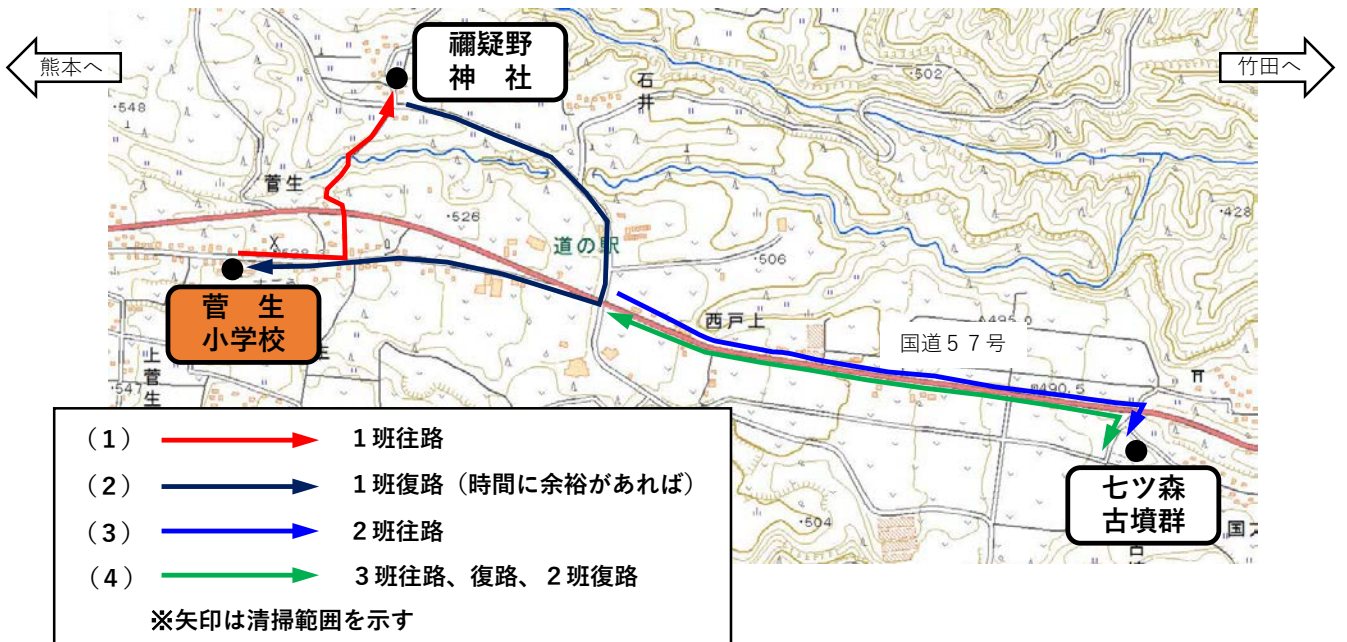 熊本へ
竹田へ
禰疑野
神 社
石井
・502
・548
菅生
・526
・428
道の駅
・506
菅 生
小学校
西戸上
国道57号
495.0
490.5
上菅生
・547
・504
七ツ森
古墳群
(1) 1班往路
(2) 1班復路(時間に余裕があれば)
(3) 2班往路
(4) 3班往路、復路、2班復路
※矢印は清掃範囲を示す